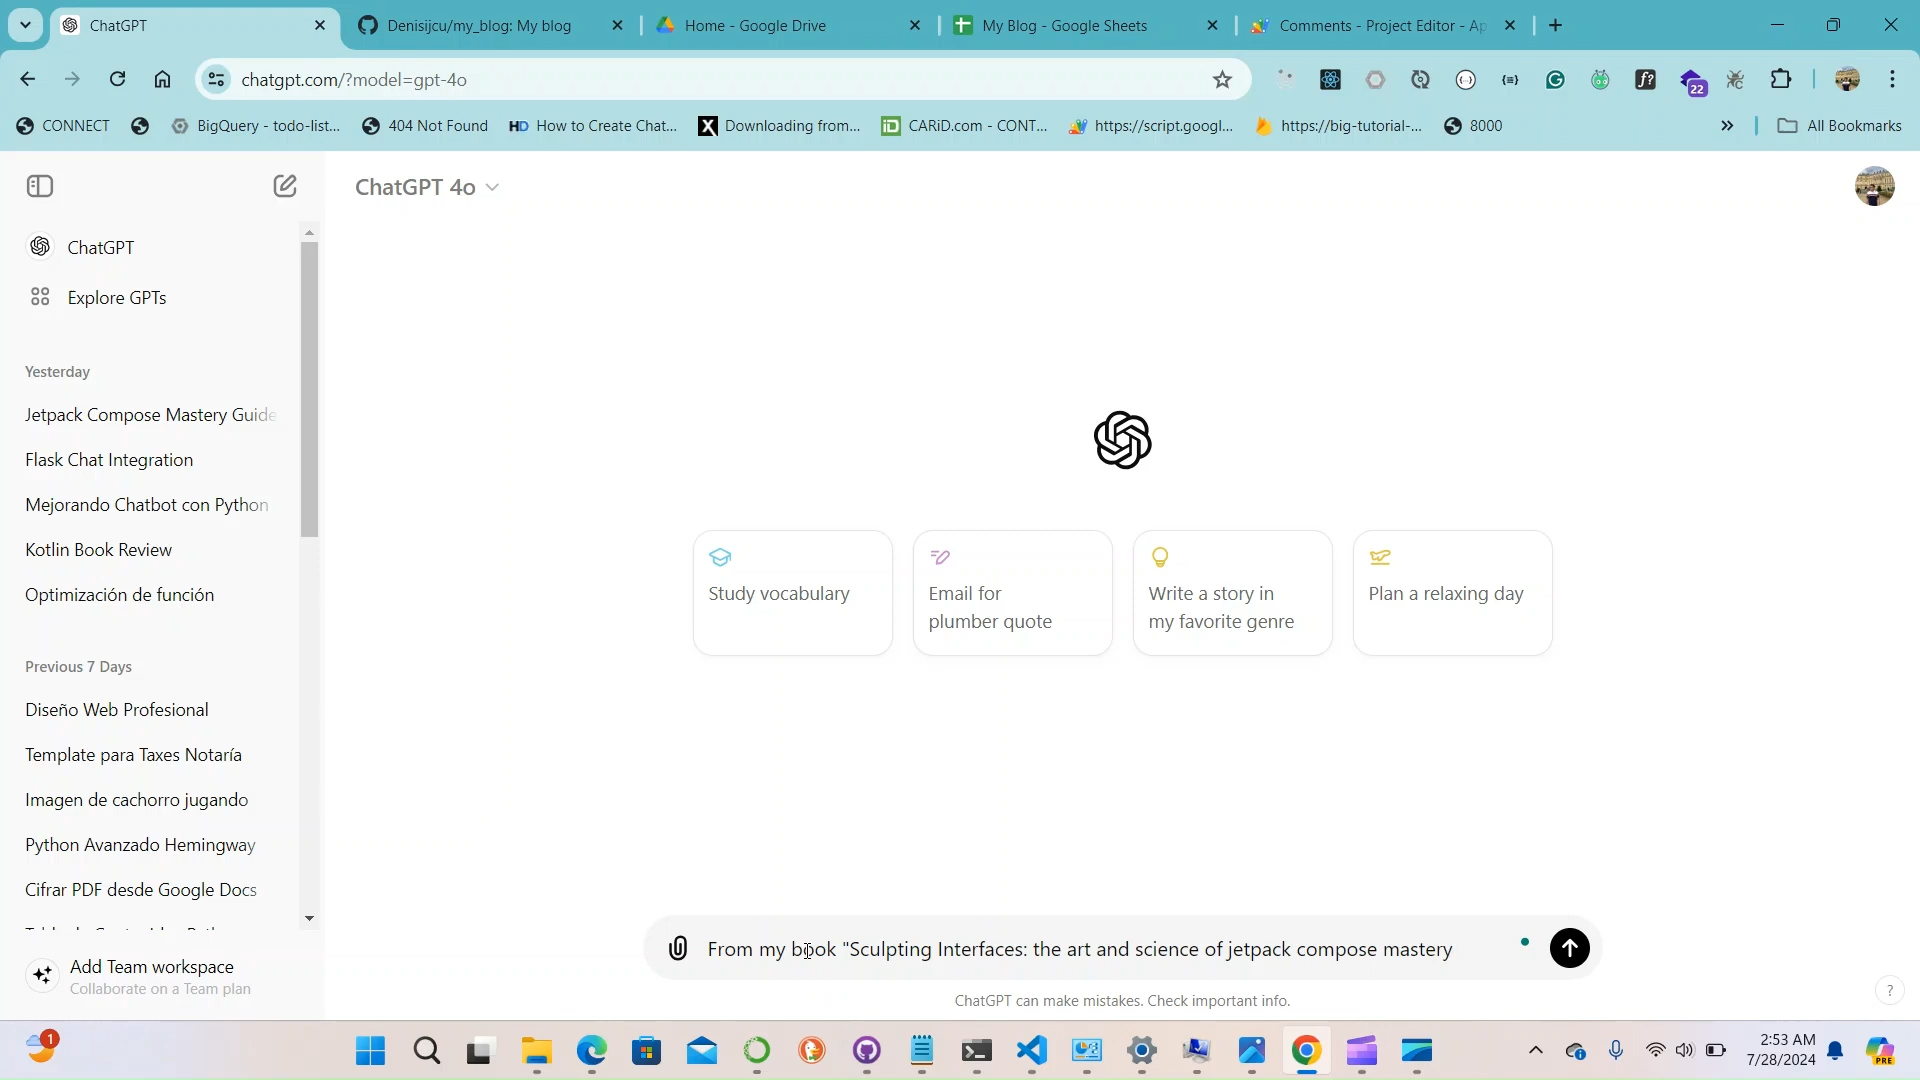 ChatGPT
Denisijcu/my_blog: My blog
Home - Google Drive
My Blog - Google Sheets
Comments - Project Editor - Ap
chatgpt.com/?model=gpt-4o
22
CONNECT
BigQuery - todo-list...
404 Not Found
HD How to Create Chat...
X Downloading from...
iD CARiD.com - CONT...
https://script.googl...
https://big-tutorial-...
8000
All Bookmarks
ChatGPT 4o
ChatGPT
Explore GPTs
Yesterday
Jetpack Compose Mastery Guide
Flask Chat Integration
Mejorando Chatbot con Python
Kotlin Book Review
Optimización de función
Previous 7 Days
Diseño Web Profesional
Template para Taxes Notaría
Imagen de cachorro jugando
Python Avanzado Hemingway
Cifrar PDF desde Google Docs
Study vocabulary
Email for
plumber quote
Write a story in
my favorite genre
Plan a relaxing day
From my book "Sculpting Interfaces: the art and science of jetpack compose mastery
ChatGPT can make mistakes. Check important info.
?
Add Team workspace
Collaborate on a Team plan
1
2:53 AM
7/28/2024
PRE